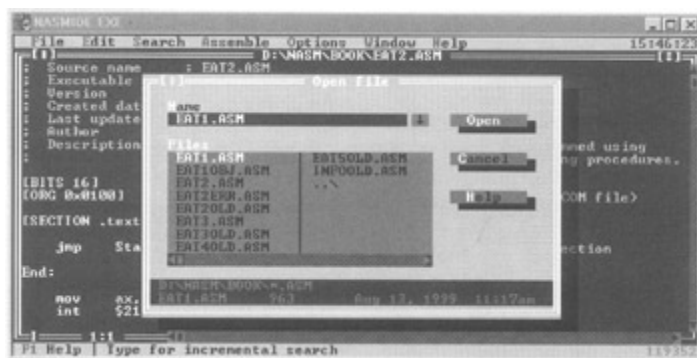 NASMIDE EXE
File Edit Search Assemble Options Window Help 15:46:23
D:\NASM\BOOK\EAT2.ASM
; Source name : EAT2.ASM
; Executable
; Version
; Created dat
; Last update
; Author
; Description
[BITS 16]
[ORG 0x0100]
[SECTION .text
jmp Sta
End:
mov ax,
int $21
Open file
Name
EAT1.ASM
Open
Cancel
Help
Files
EAT1.ASM EAT5OLD.ASM
EAT1OBJ.ASM INFOOLD.ASM
EAT2.ASM ..\
EAT2ERR.ASM
EAT2OLD.ASM
EAT3.ASM
EAT3OLD.ASM
EAT4OLD.ASM
D:\NASM\BOOK\*.ASM
EAT1.ASM 963 Aug 13, 1999 11:17am
using
ng procedures.
COM file)
ection
1:1
F1 Help | Type for incremental search